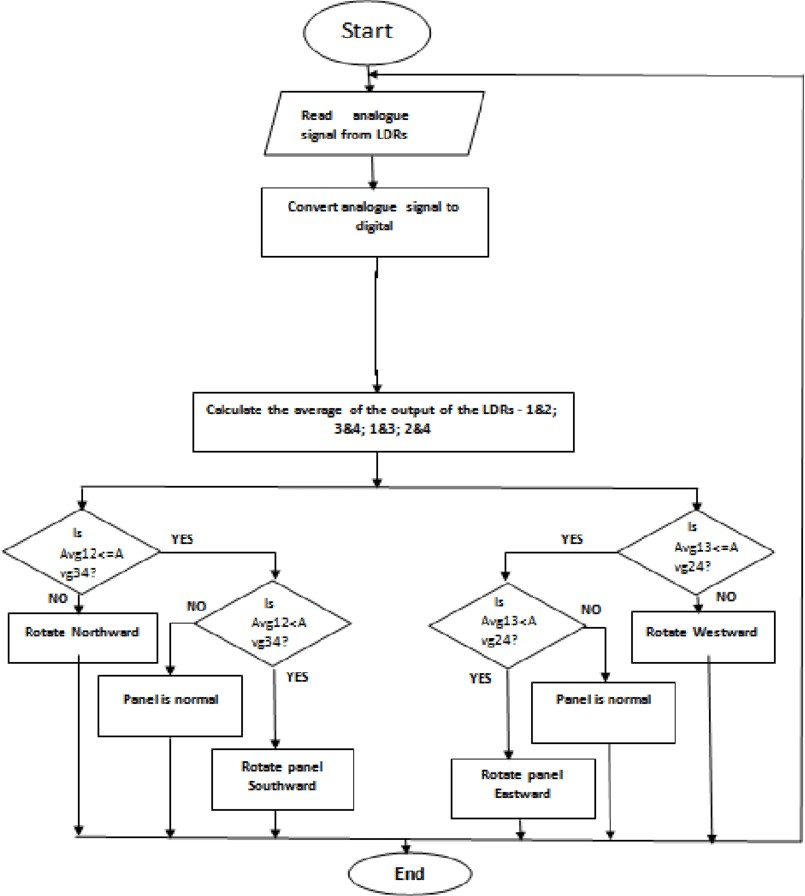 Start
Read analogue
signal from LDRs
Convert analogue signal to
digital
Calculate the average of the output of the LDRs - 1&2;
3&4; 1&3; 2&4
Is
Avg12<=A
vg34?
YES
NO
Rotate Northward
Is
Avg12<A
vg34?
NO
YES
Panel is normal
Rotate panel
Southward
Is
Avg13<=A
vg24?
YES
NO
Rotate Westward
Is
Avg13<A
vg24?
NO
YES
Panel is normal
Rotate panel
Eastward
End